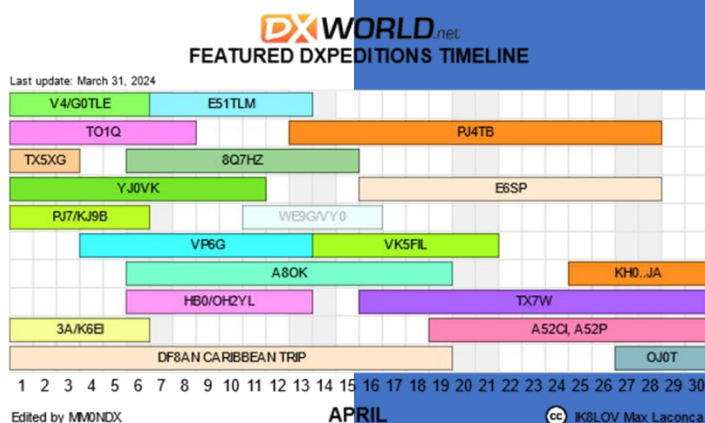 DXWORLD.net
FEATURED DXPEDITIONS TIMELINE
Last update: March 31, 2024
V4/G0TLE E51TLM
TO1Q PJ4TB
TX5XG 8Q7HZ
YJ0VK E6SP
PJ7/KJ9B WE9G/VY0
VP6G VK5FIL
A8OK KH0..JA
HB0/OH2YL TX7W
3A/K6EI A52CI, A52P
DF8AN CARIBBEAN TRIP OJ0T
1 2 3 4 5 6 7 8 9 10 11 12 13 14 15 16 17 18 19 20 21 22 23 24 25 26 27 28 29 30
Edited by MM0NDX APRIL cc IK8LOV Max Laconca